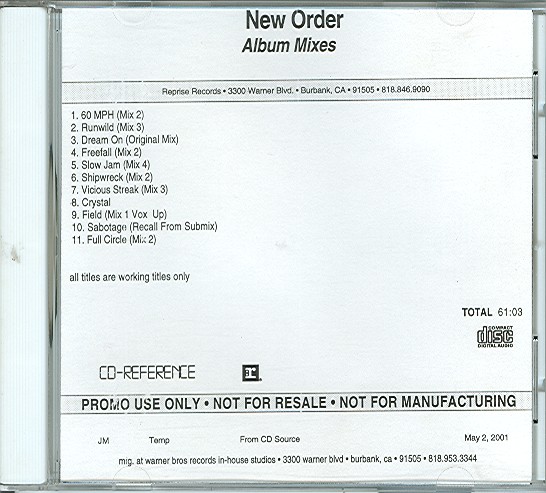 New Order
Album Mixes
Reprise Records • 3300 Warner Blvd. • Burbank, CA • 91505 • 818.846.9090
1. 60 MPH (Mix 2)
2. Runwild (Mix 3)
3. Dream On (Original Mix)
4. Freefall (Mix 2)
5. Slow Jam (Mix 4)
6. Shipwreck (Mix 2)
7. Vicious Streak (Mix 3)
8. Crystal
9. Field (Mix 1 Vox Up)
10. Sabotage (Recall From Submix)
11. Full Circle (Mix 2)
all titles are working titles only
TOTAL 61:03
COMPACT
disc
DIGITAL AUDIO
CD-REFERENCE
PROMO USE ONLY • NOT FOR RESALE • NOT FOR MANUFACTURING
JM Temp From CD Source May 2, 2001
mig. at warner bros records in-house studios • 3300 warner blvd • burbank, ca • 91505 • 818.953.3344